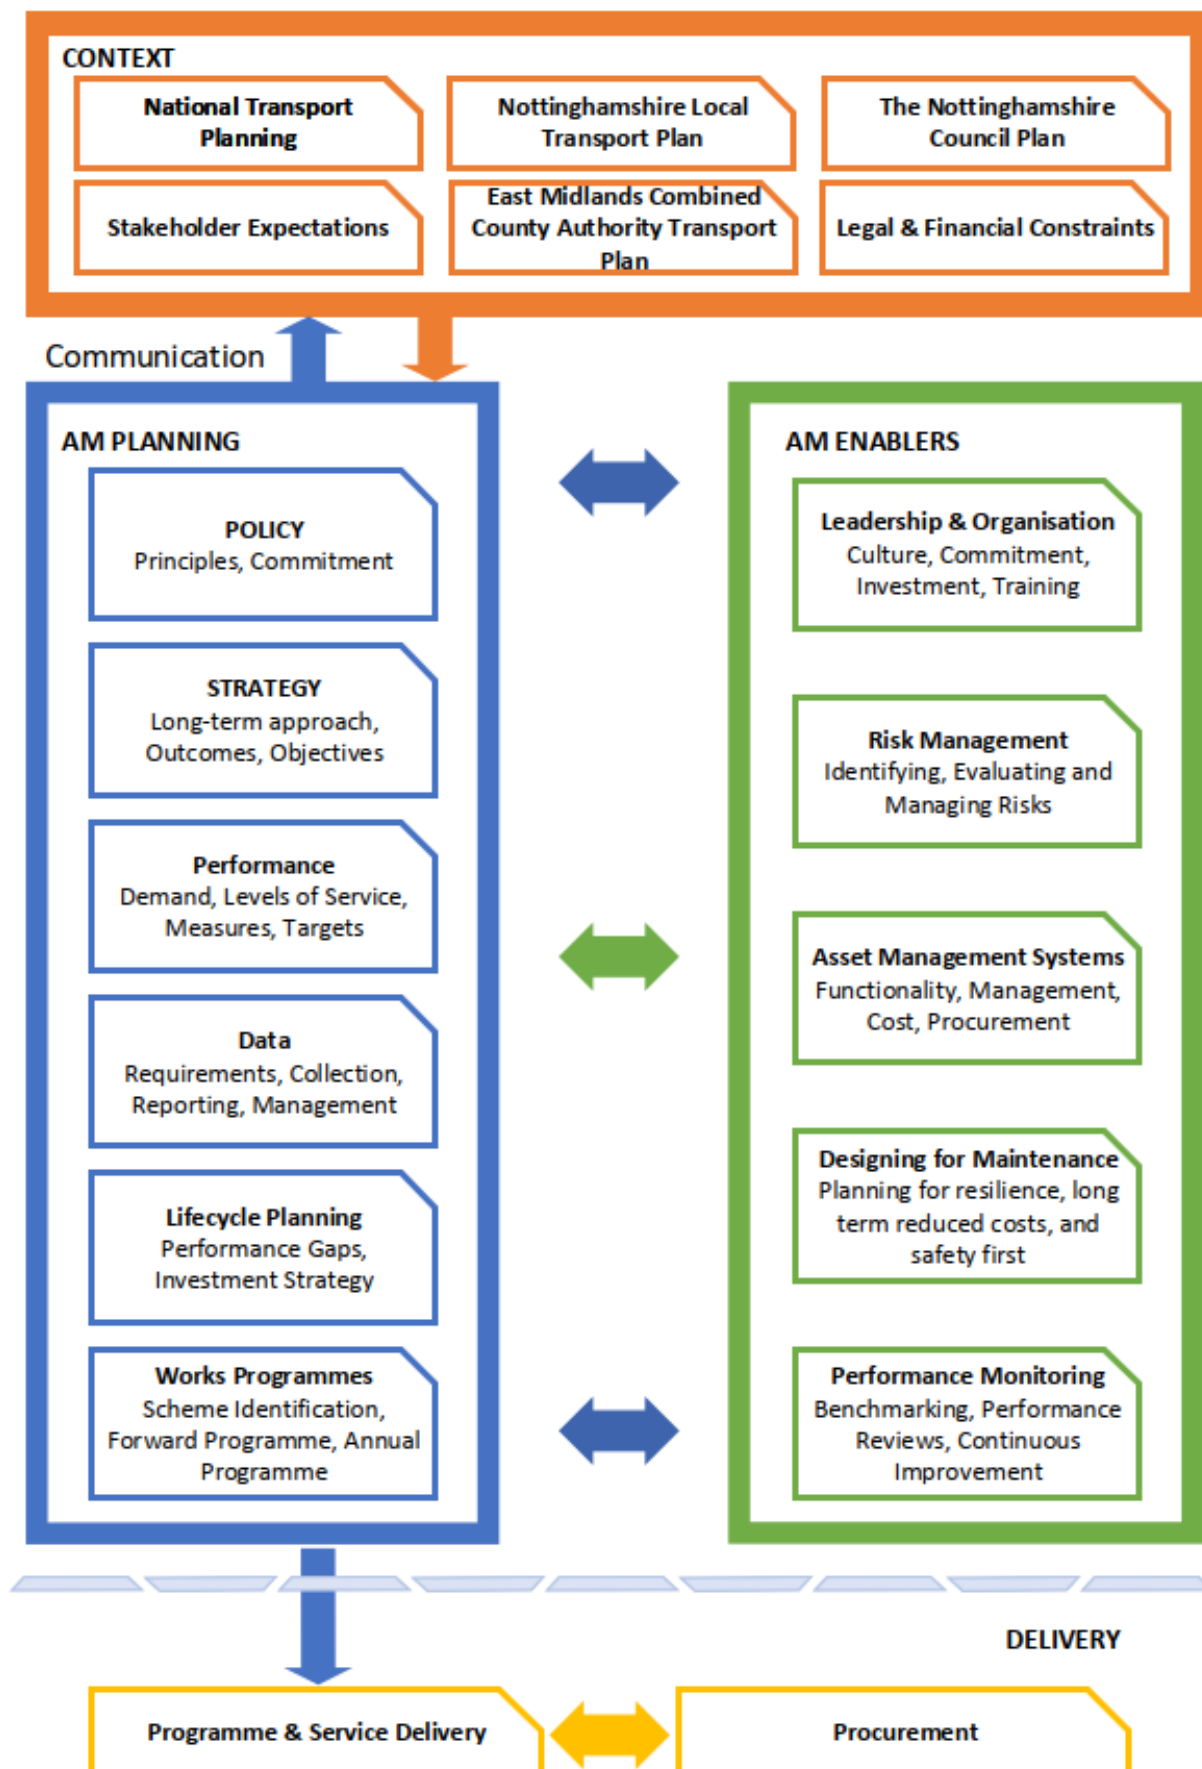 CONTEXT
National Transport
Planning
Nottinghamshire Local
Transport Plan
The Nottinghamshire
Council Plan
Stakeholder Expectations
East Midlands Combined
County Authority Transport
Plan
Legal & Financial Constraints
Communication
AM PLANNING
POLICY
Principles, Commitment
STRATEGY
Long-term approach,
Outcomes, Objectives
Performance
Demand, Levels of Service,
Measures, Targets
Data
Requirements, Collection,
Reporting, Management
Lifecycle Planning
Performance Gaps,
Investment Strategy
Works Programmes
Scheme Identification,
Forward Programme, Annual
Programme
AM ENABLERS
Leadership & Organisation
Culture, Commitment,
Investment, Training
Risk Management
Identifying, Evaluating and
Managing Risks
Asset Management Systems
Functionality, Management,
Cost, Procurement
Designing for Maintenance
Planning for resilience, long
term reduced costs, and
safety first
Performance Monitoring
Benchmarking, Performance
Reviews, Continuous
Improvement
DELIVERY
Programme & Service Delivery
Procurement